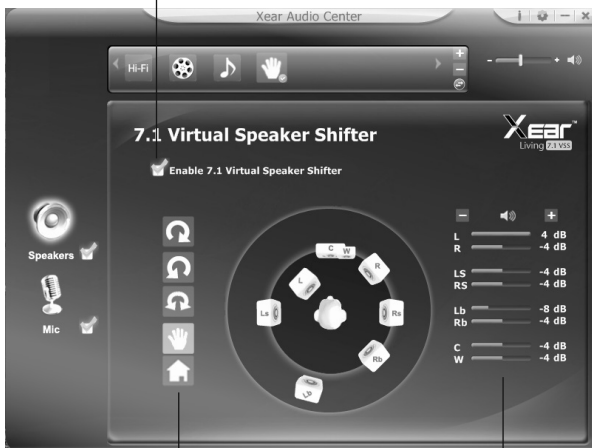 Xear Audio Center
Hi-Fi
7.1 Virtual Speaker Shifter
Xear™
Living 7.1 VSS
Enable 7.1 Virtual Speaker Shifter
Speakers
Mic
C
W
L
R
Ls
Rs
Rb
Lb
L 4 dB
R -4 dB
LS -4 dB
RS -4 dB
Lb -8 dB
Rb -4 dB
C -4 dB
W -4 dB